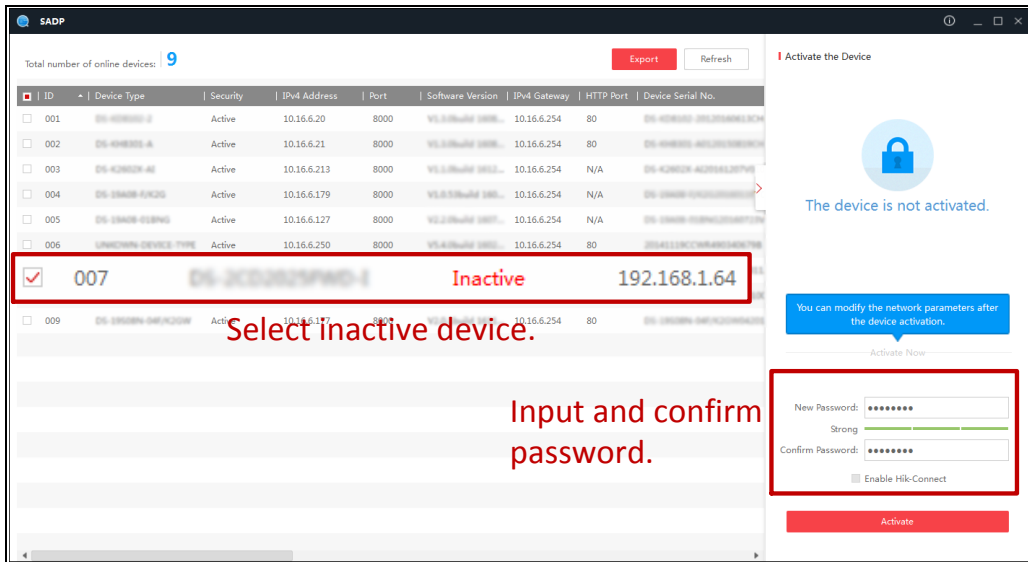 SADP
Total number of online devices: 9
Export
Refresh
ID | Device Type | Security | IPv4 Address | Port | Software Version | IPv4 Gateway | HTTP Port | Device Serial No.
001 Active 10.16.6.20 8000 10.16.6.254 80
002 Active 10.16.6.21 8000 10.16.6.254 80
003 Active 10.16.6.213 8000 10.16.6.254 N/A
004 Active 10.16.6.179 8000 10.16.6.254 N/A
005 Active 10.16.6.127 8000 10.16.6.254 N/A
006 UNKOWN-DEVICE-TYPE Active 10.16.6.250 8000 10.16.6.254 80
007 Inactive 192.168.1.64
009 Active 8000 10.16.6.254 80
Select inactive device.
Input and confirm
password.
Activate the Device
The device is not activated.
You can modify the network parameters after
the device activation.
Activate Now
New Password: ●●●●●●●●
Strong
Confirm Password: ●●●●●●●●
Enable Hik-Connect
Activate